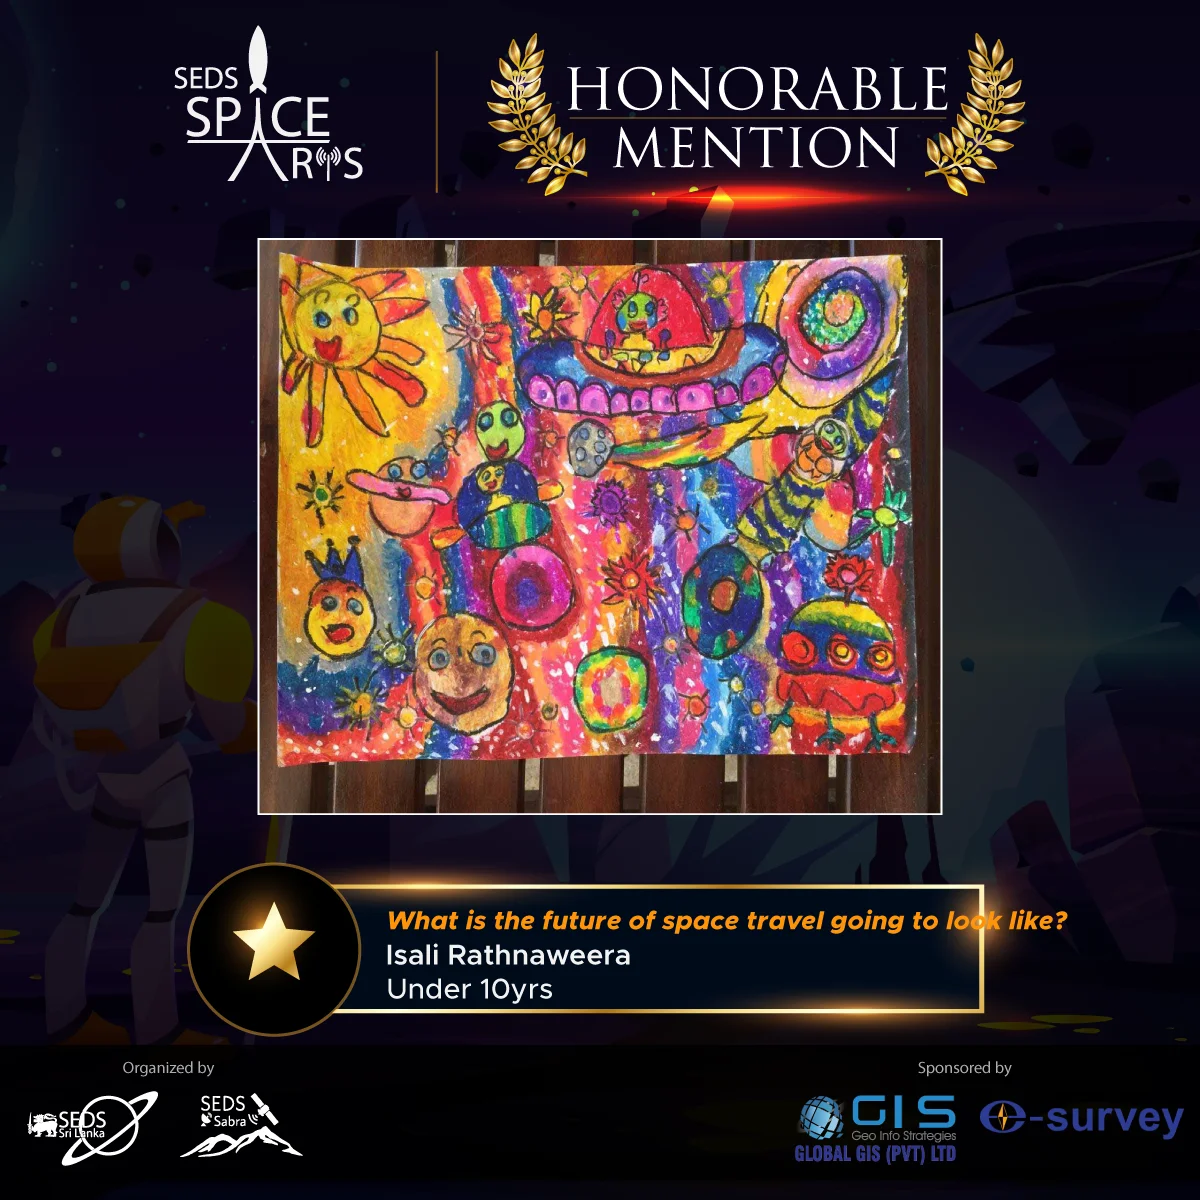 SEDS
SPACE
ARTS
HONORABLE
MENTION
What is the future of space travel going to look like?
Isali Rathnaweera
Under 10yrs
Organized by
Sponsored by
SEDS
Sri Lanka
SEDS
Sabra
GIS
Geo Info Strategies
GLOBAL GIS (PVT) LTD
e-survey